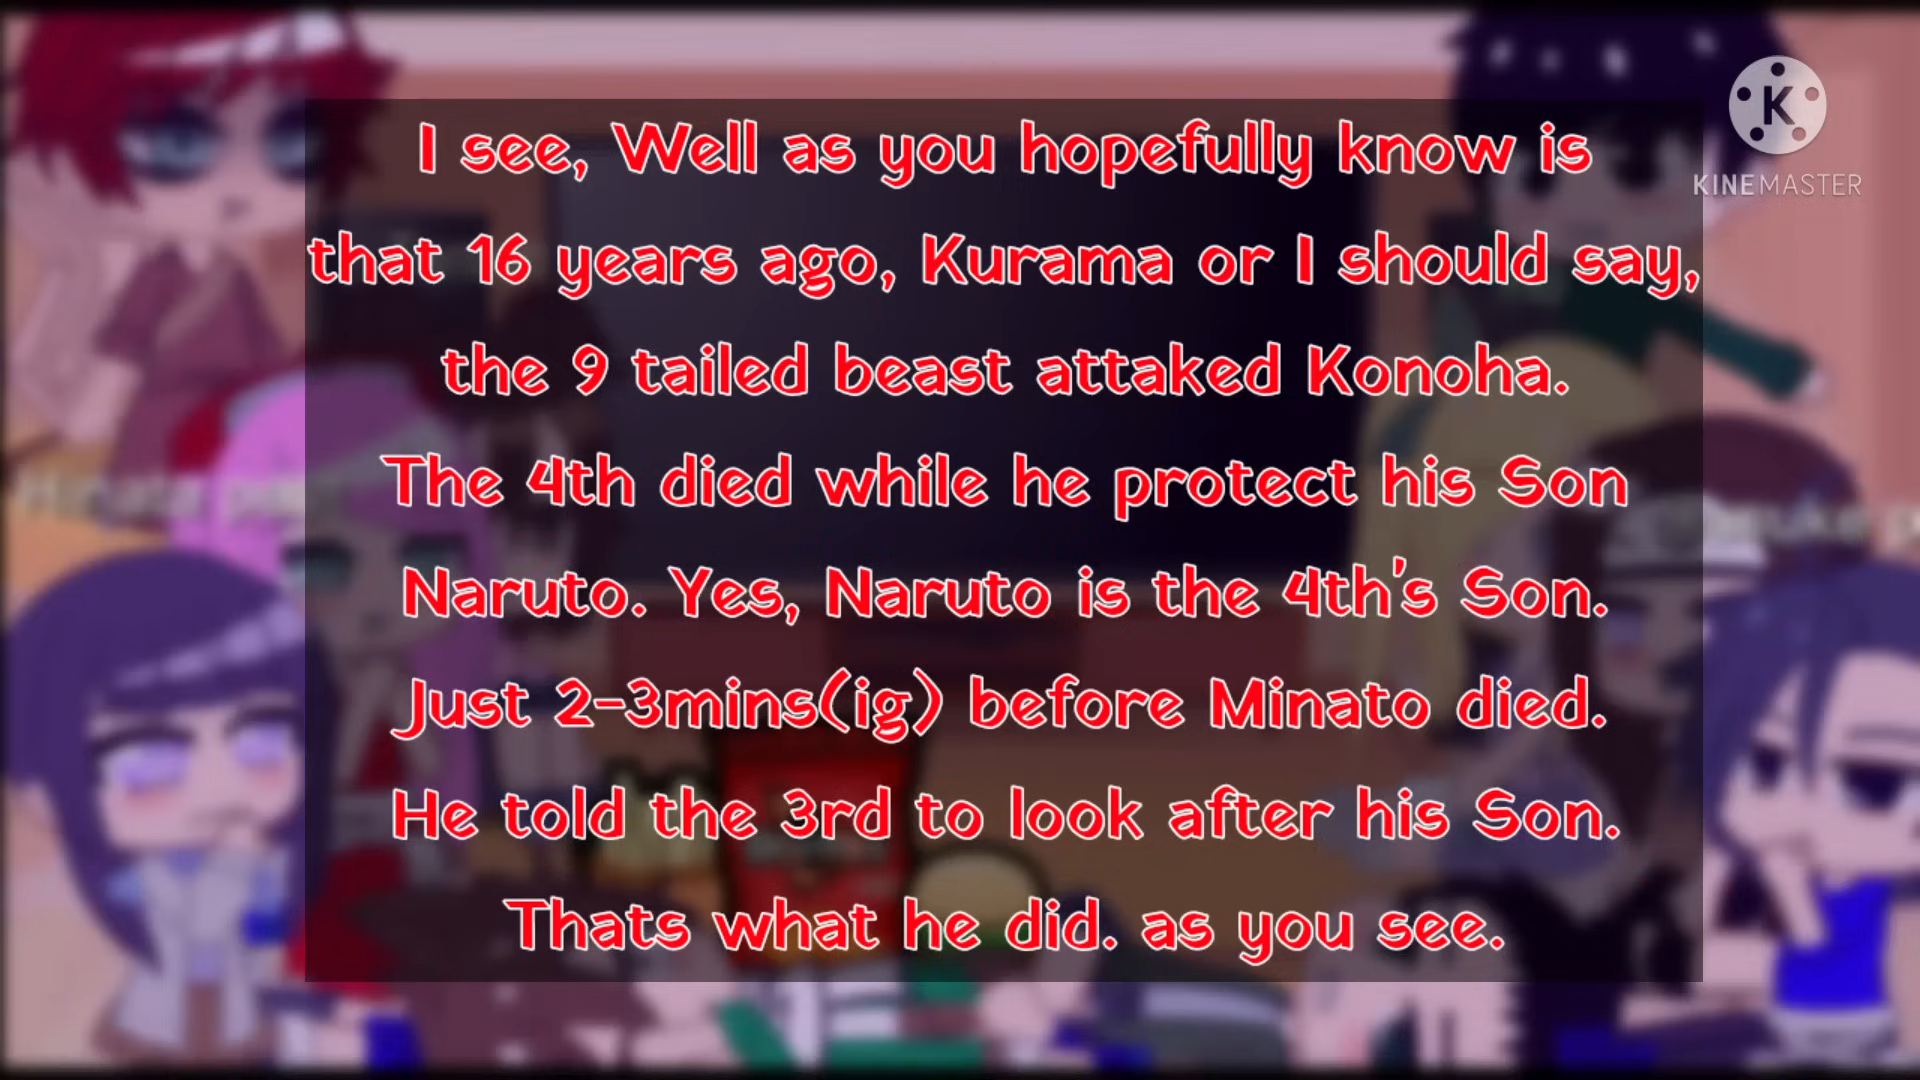 I see, Well as you hopefully know is
that 16 years ago, Kurama or I should say,
the 9 tailed beast attaked Konoha.
The 4th died while he protect his Son
Naruto. Yes, Naruto is the 4th's Son.
Just 2-3mins(ig) before Minato died.
He told the 3rd to look after his Son.
Thats what he did. as you see.
K
KINEMASTER
Hinata